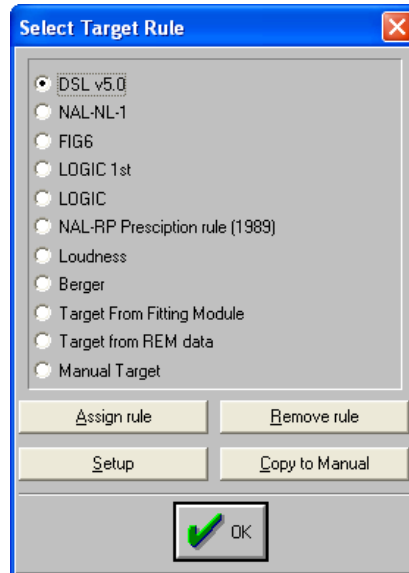 Select Target Rule
DSL v5.0
NAL-NL-1
FIG6
LOGIC 1st
LOGIC
NAL-RP Presciption rule (1989)
Loudness
Berger
Target From Fitting Module
Target from REM data
Manual Target
Assign rule
Remove rule
Setup
Copy to Manual
OK